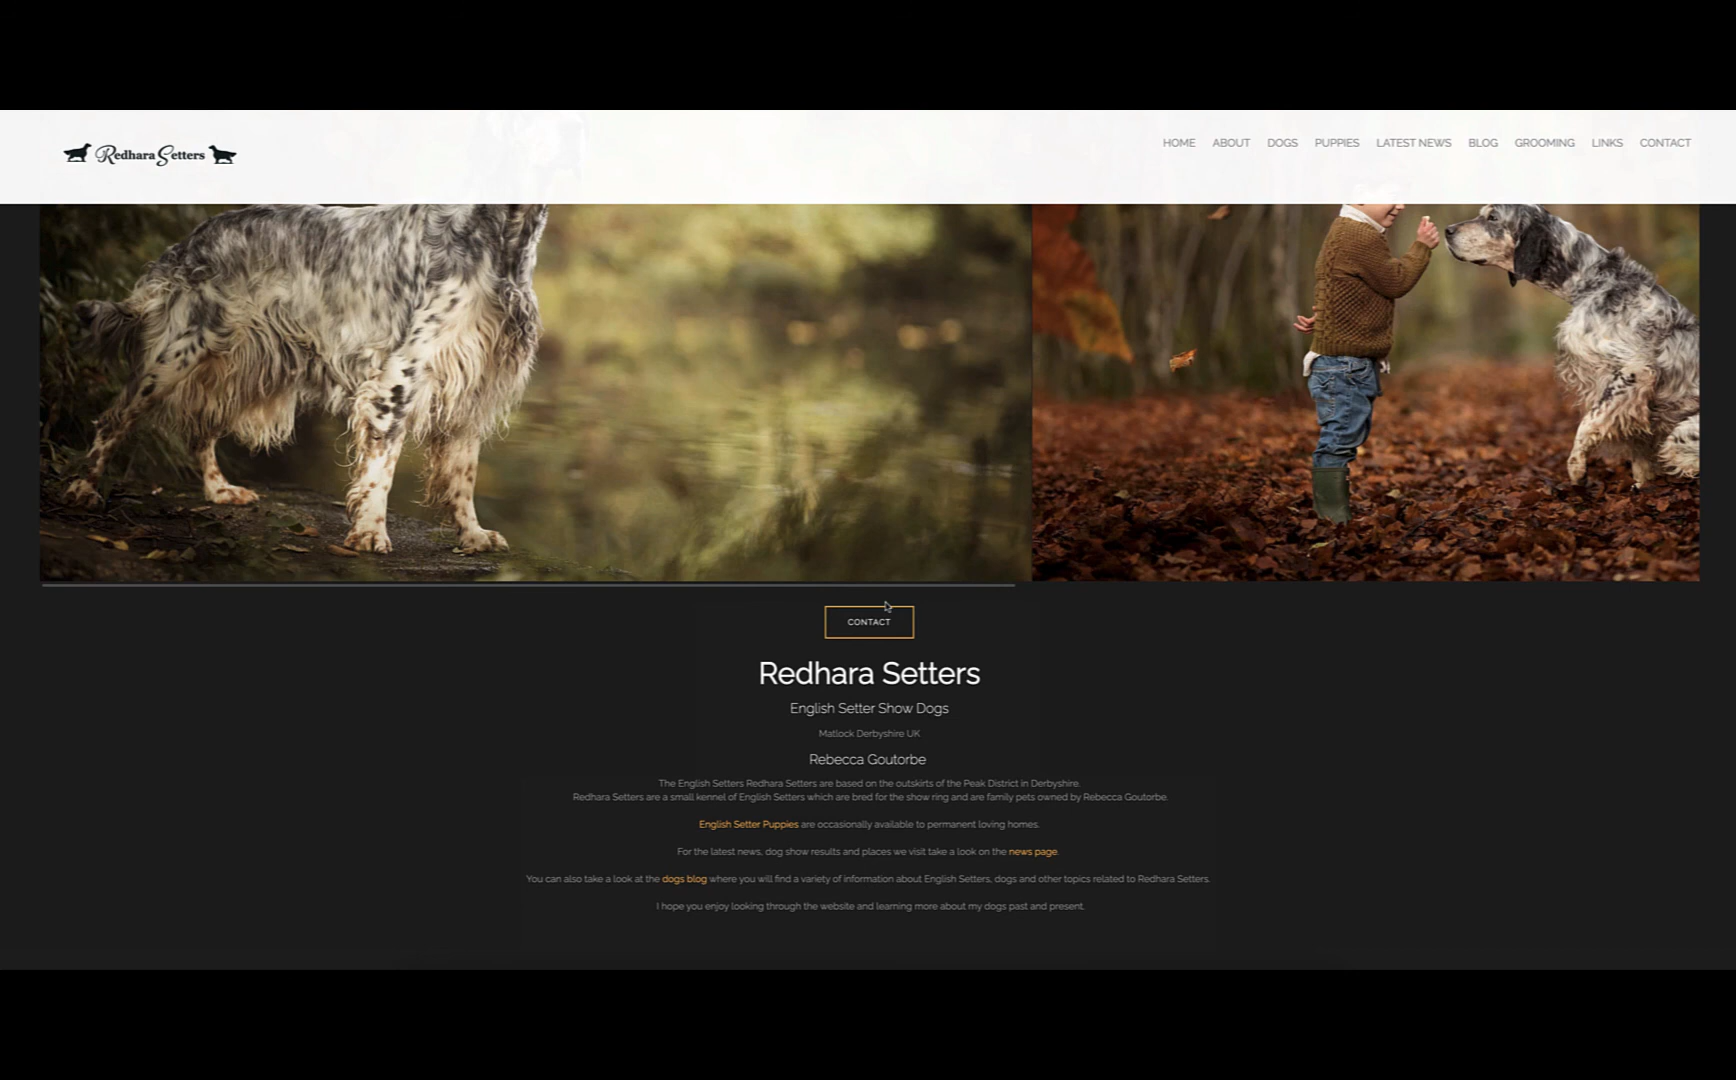 Redhara Setters
HOME ABOUT DOGS PUPPIES LATEST NEWS BLOG GROOMING LINKS CONTACT
CONTACT
Redhara Setters
English Setter Show Dogs
Matlock Derbyshire UK
Rebecca Goutorbe
The English Setters Redhara Setters are based on the outskirts of the Peak District in Derbyshire.
Redhara Setters are a small kennel of English Setters which are bred for the show ring and are family pets owned by Rebecca Goutorbe.
English Setter Puppies are occasionally available to permanent loving homes.
For the latest news, dog show results and places we visit take a look on the news page.
You can also take a look at the dogs blog where you will find a variety of information about English Setters, dogs and other topics related to Redhara Setters.
I hope you enjoy looking through the website and learning more about my dogs past and present.